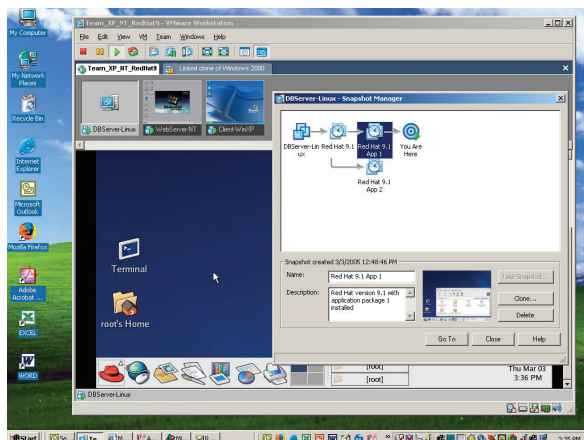 My Computer
My Network
Places
Recycle Bin
Internet
Explorer
Microsoft
Outlook
Mozilla Firefox
Adobe
Acrobat ...
EXCEL
WORD
Team_XP_NT_RedHat9 - VMware Workstation
File Edit View VM Team Windows Help
Team_XP_NT_RedHat9 Linked clone of Windows 2000
DBServer-Linux WebServer-NT Client-WinXP
Terminal
root's Home
DBServer-Linux - Snapshot Manager
DBServer-Lin
ux
Red Hat 9.1
Red Hat 9.1
App 1
You Are
Here
Red Hat 9.1
App 2
Snapshot created 3/3/2005 12:48:46 PM
Name: Red Hat 9.1 App 1
Take Snapshot...
Description: Red Hat version 9.1 with
application package 1
installed
Clone...
Delete
Go To Close Help
[root]
[root]
Thu Mar 03
3:36 PM
DBServer-Linux
Start
3:35 PM